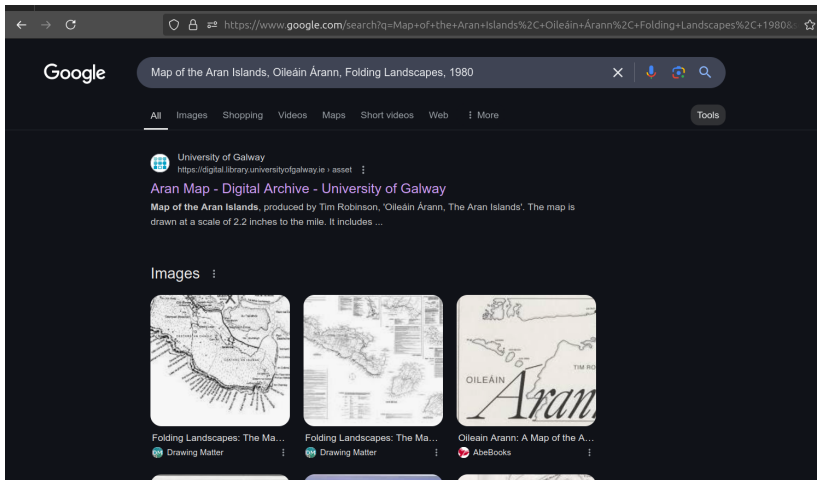 https://www.google.com/search?q=Map+of+the+Aran+Islands%2C+Oileáin+Árann%2C+Folding+Landscapes%2C+1980&
Google
Map of the Aran Islands, Oileáin Árann, Folding Landscapes, 1980
All Images Shopping Videos Maps Short videos Web More Tools
University of Galway
https://digital.library.universityofgalway.ie › asset
Aran Map - Digital Archive - University of Galway
Map of the Aran Islands, produced by Tim Robinson, 'Oileáin Árann, The Aran Islands'. The map is
drawn at a scale of 2.2 inches to the mile. It includes ...
Images
TIM RO
OILEÁIN
Árann
Folding Landscapes: The Ma... Folding Landscapes: The Ma... Oileain Arann: A Map of the A...
DM Drawing Matter DM Drawing Matter AbeBooks